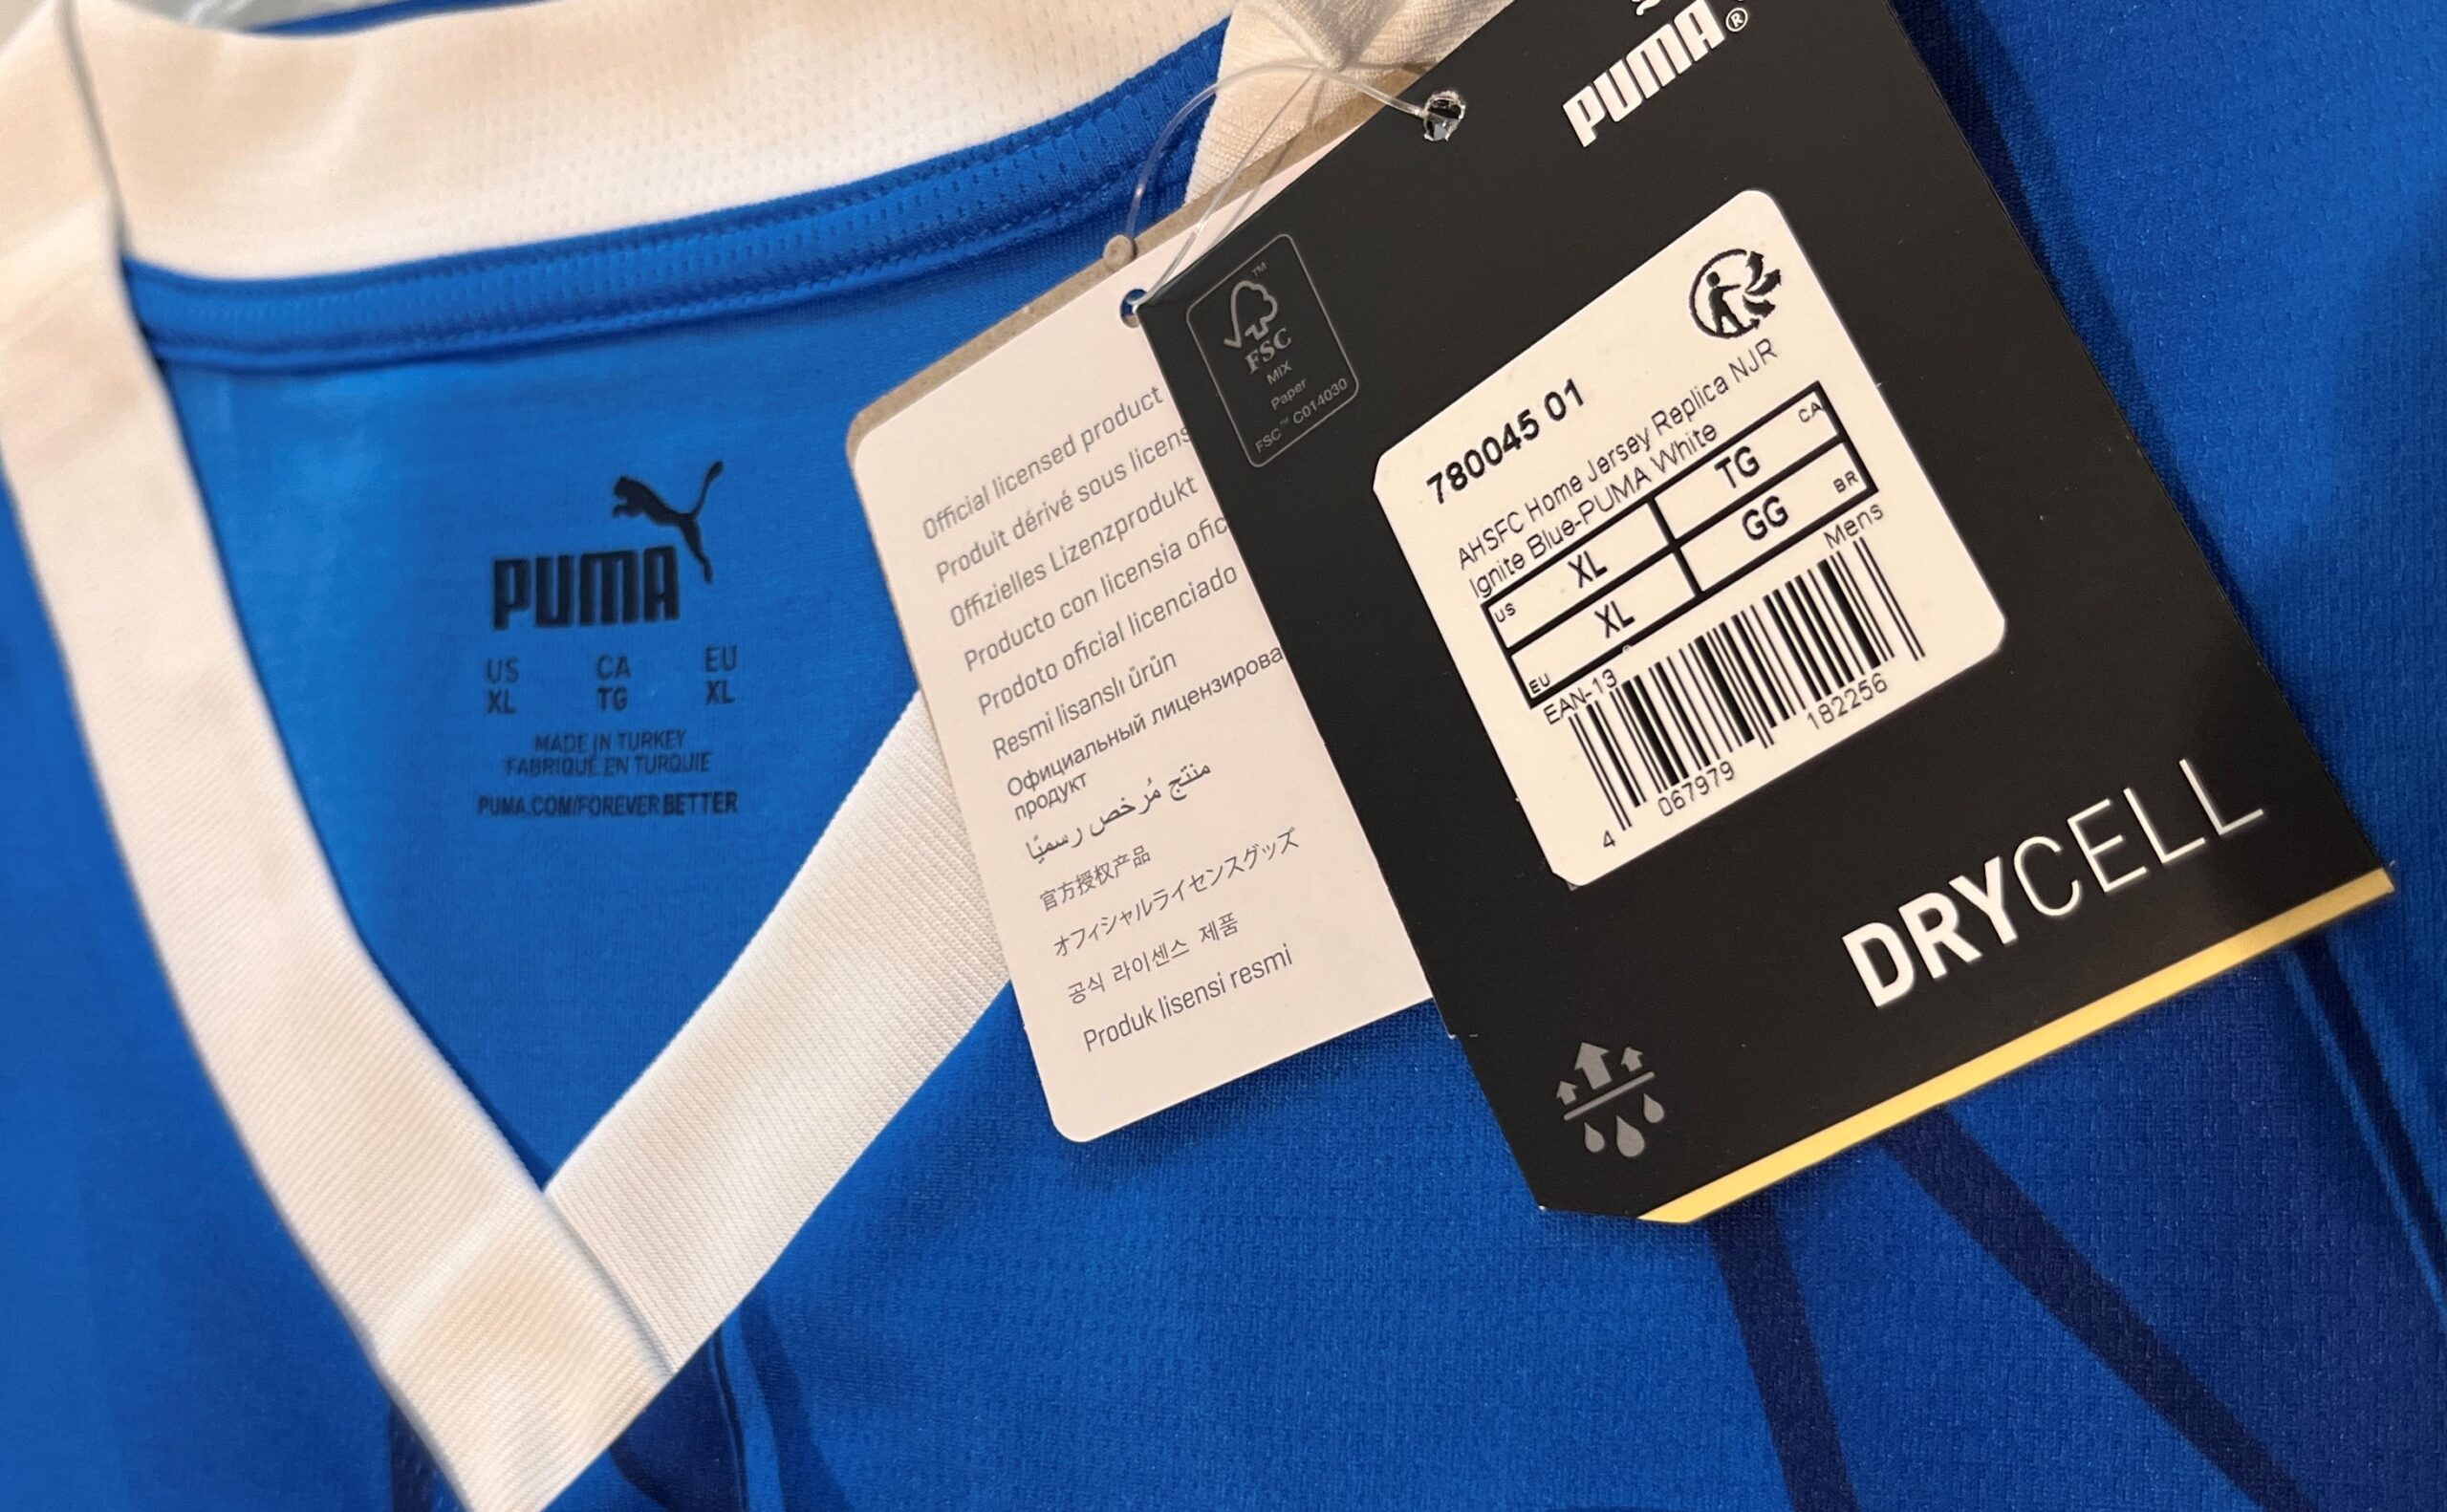 PUMA
US CA EU
XL TG XL
MADE IN TURKEY
FABRIQUÉ EN TURQUIE
PUMA.COM/FOREVERBETTER
Official licensed product
Produit dérivé sous licens
Offizielles Lizenzprodukt
Producto con licensia ofic
Prodoto oficial licenciado
Resmi lisanslı ürün
Официальный лицензирова
продукт
منتَج مُرخص رسميًا
官方授权产品
オフィシャルライセンスグッズ
공식 라이센스 제품
Produk lisensi resmi
PUMA®
FSC™
MIX
Paper
FSC™ C014030
780045 01
AHSFC Home Jersey Replica NJR
Ignite Blue-PUMA White
US XL TG CA
EU XL GG BR
Mens
EAN-13
4 067979 182256
DRYCELL